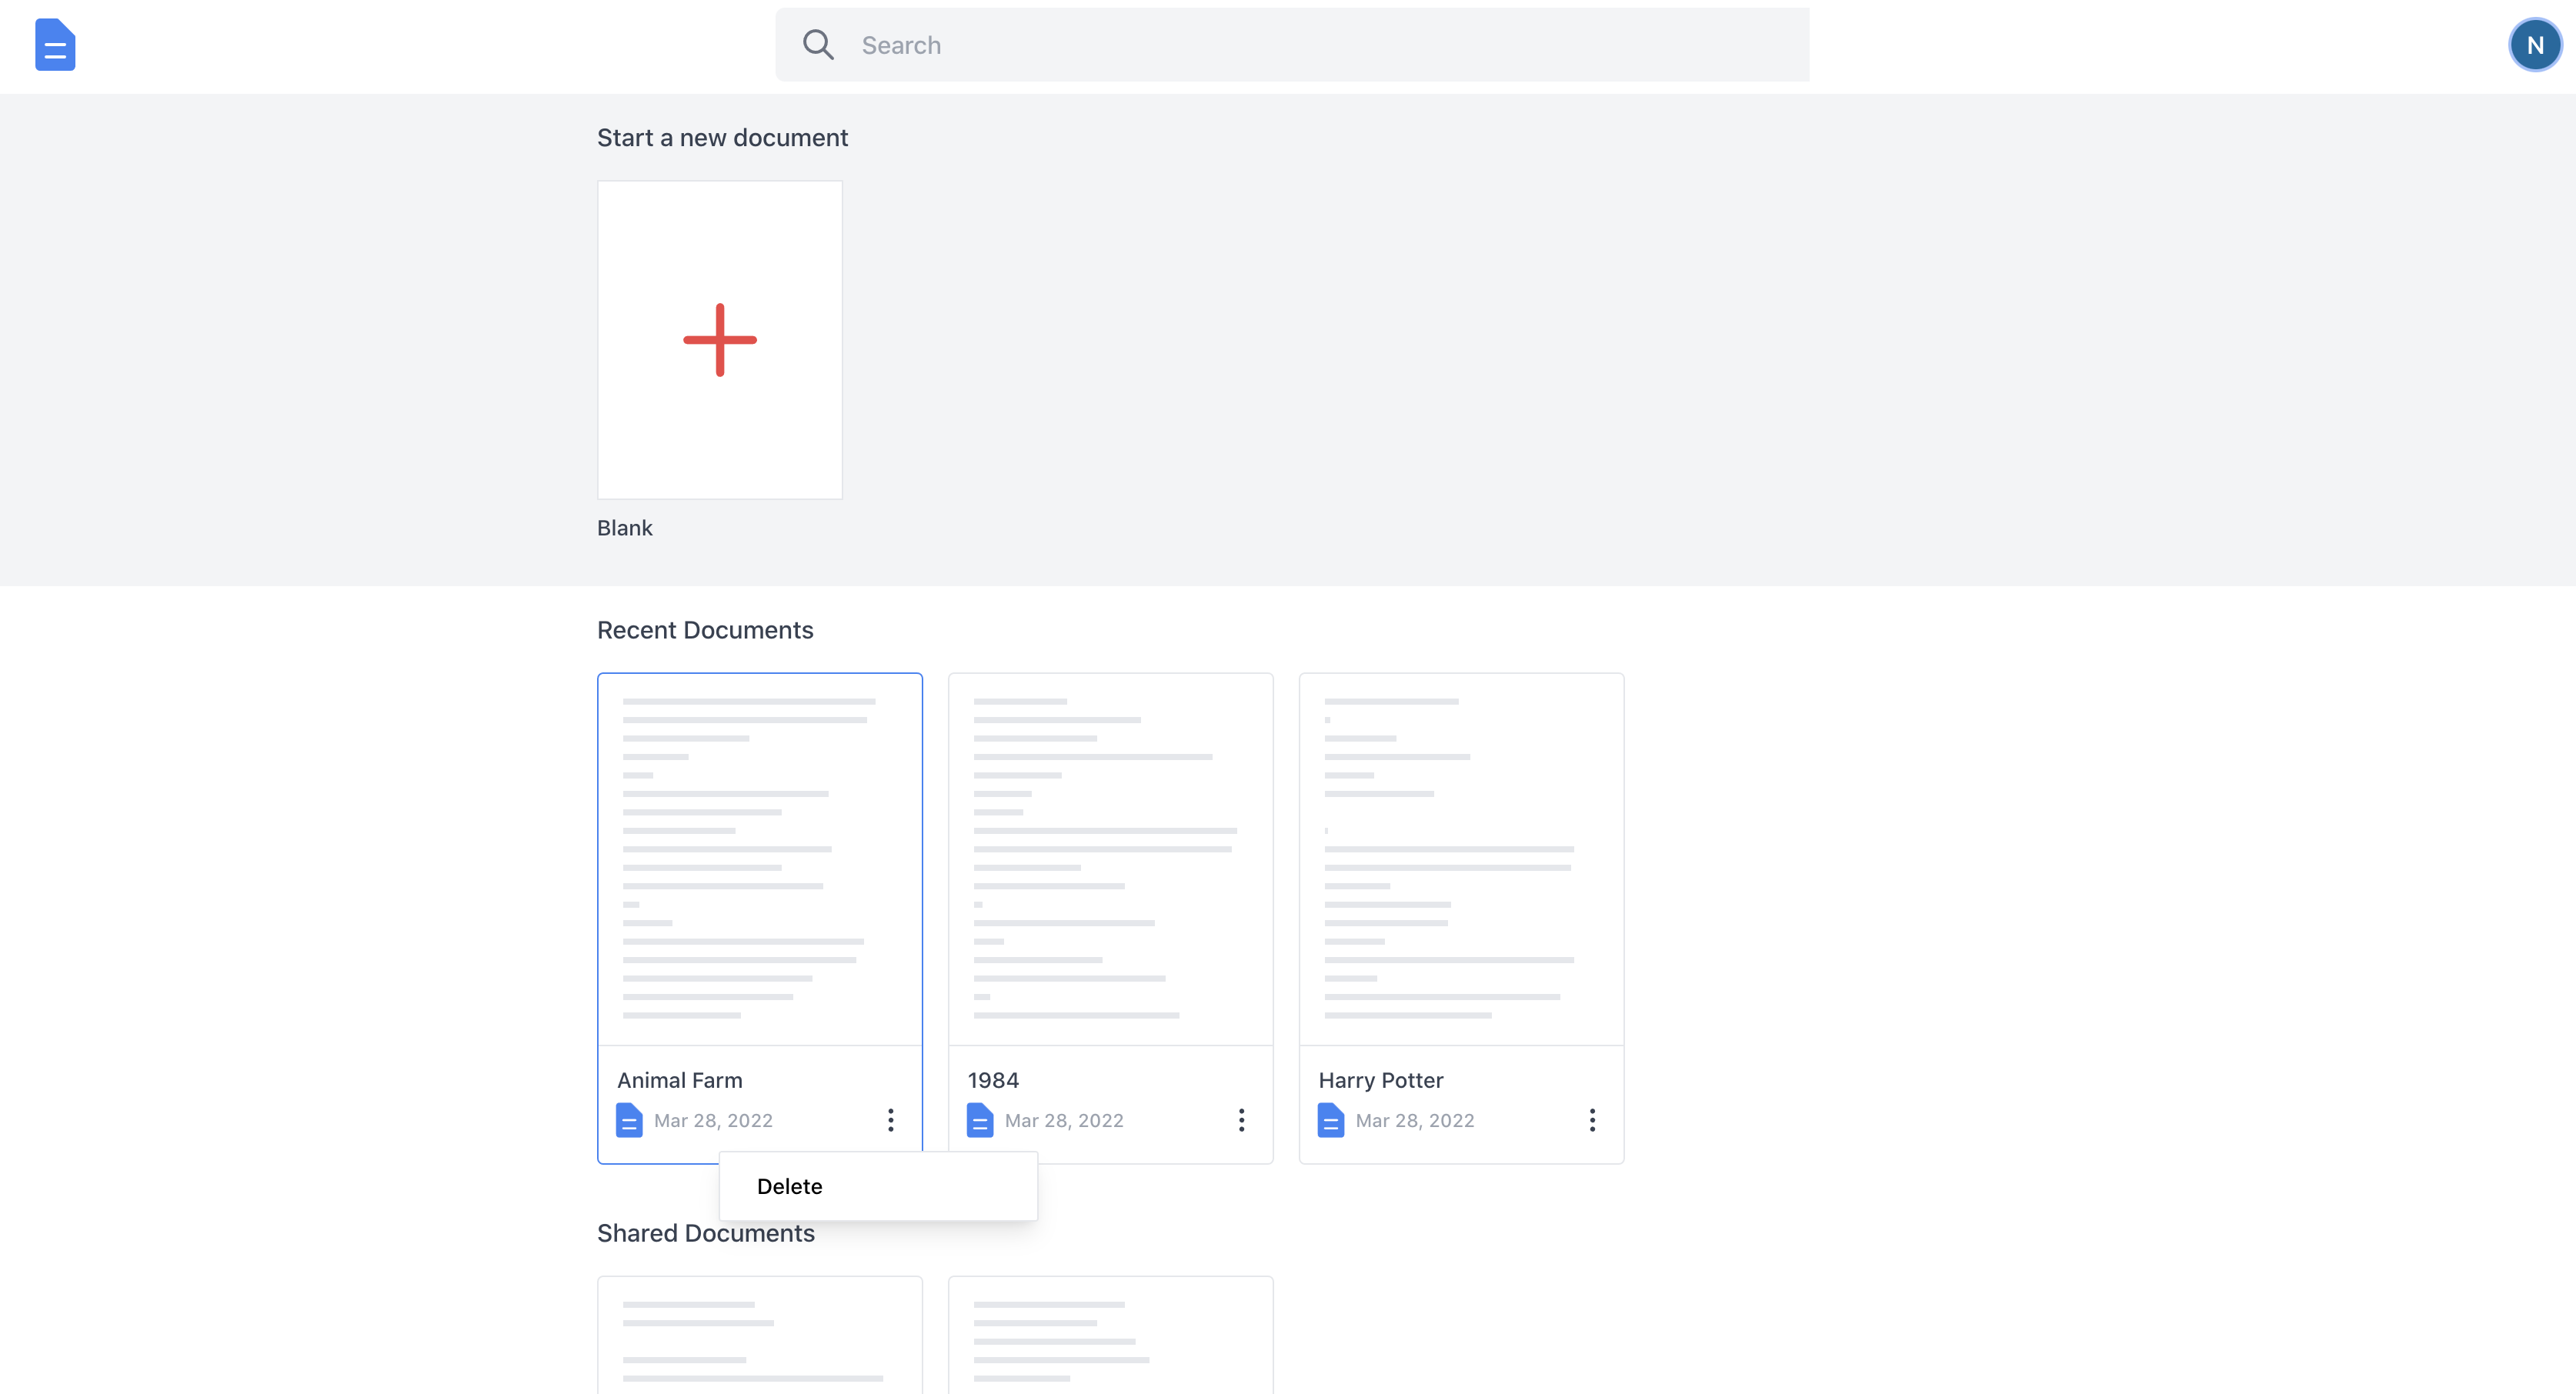 Search
N
Start a new document
Blank
Recent Documents
Animal Farm
Mar 28, 2022
1984
Mar 28, 2022
Harry Potter
Mar 28, 2022
Delete
Shared Documents